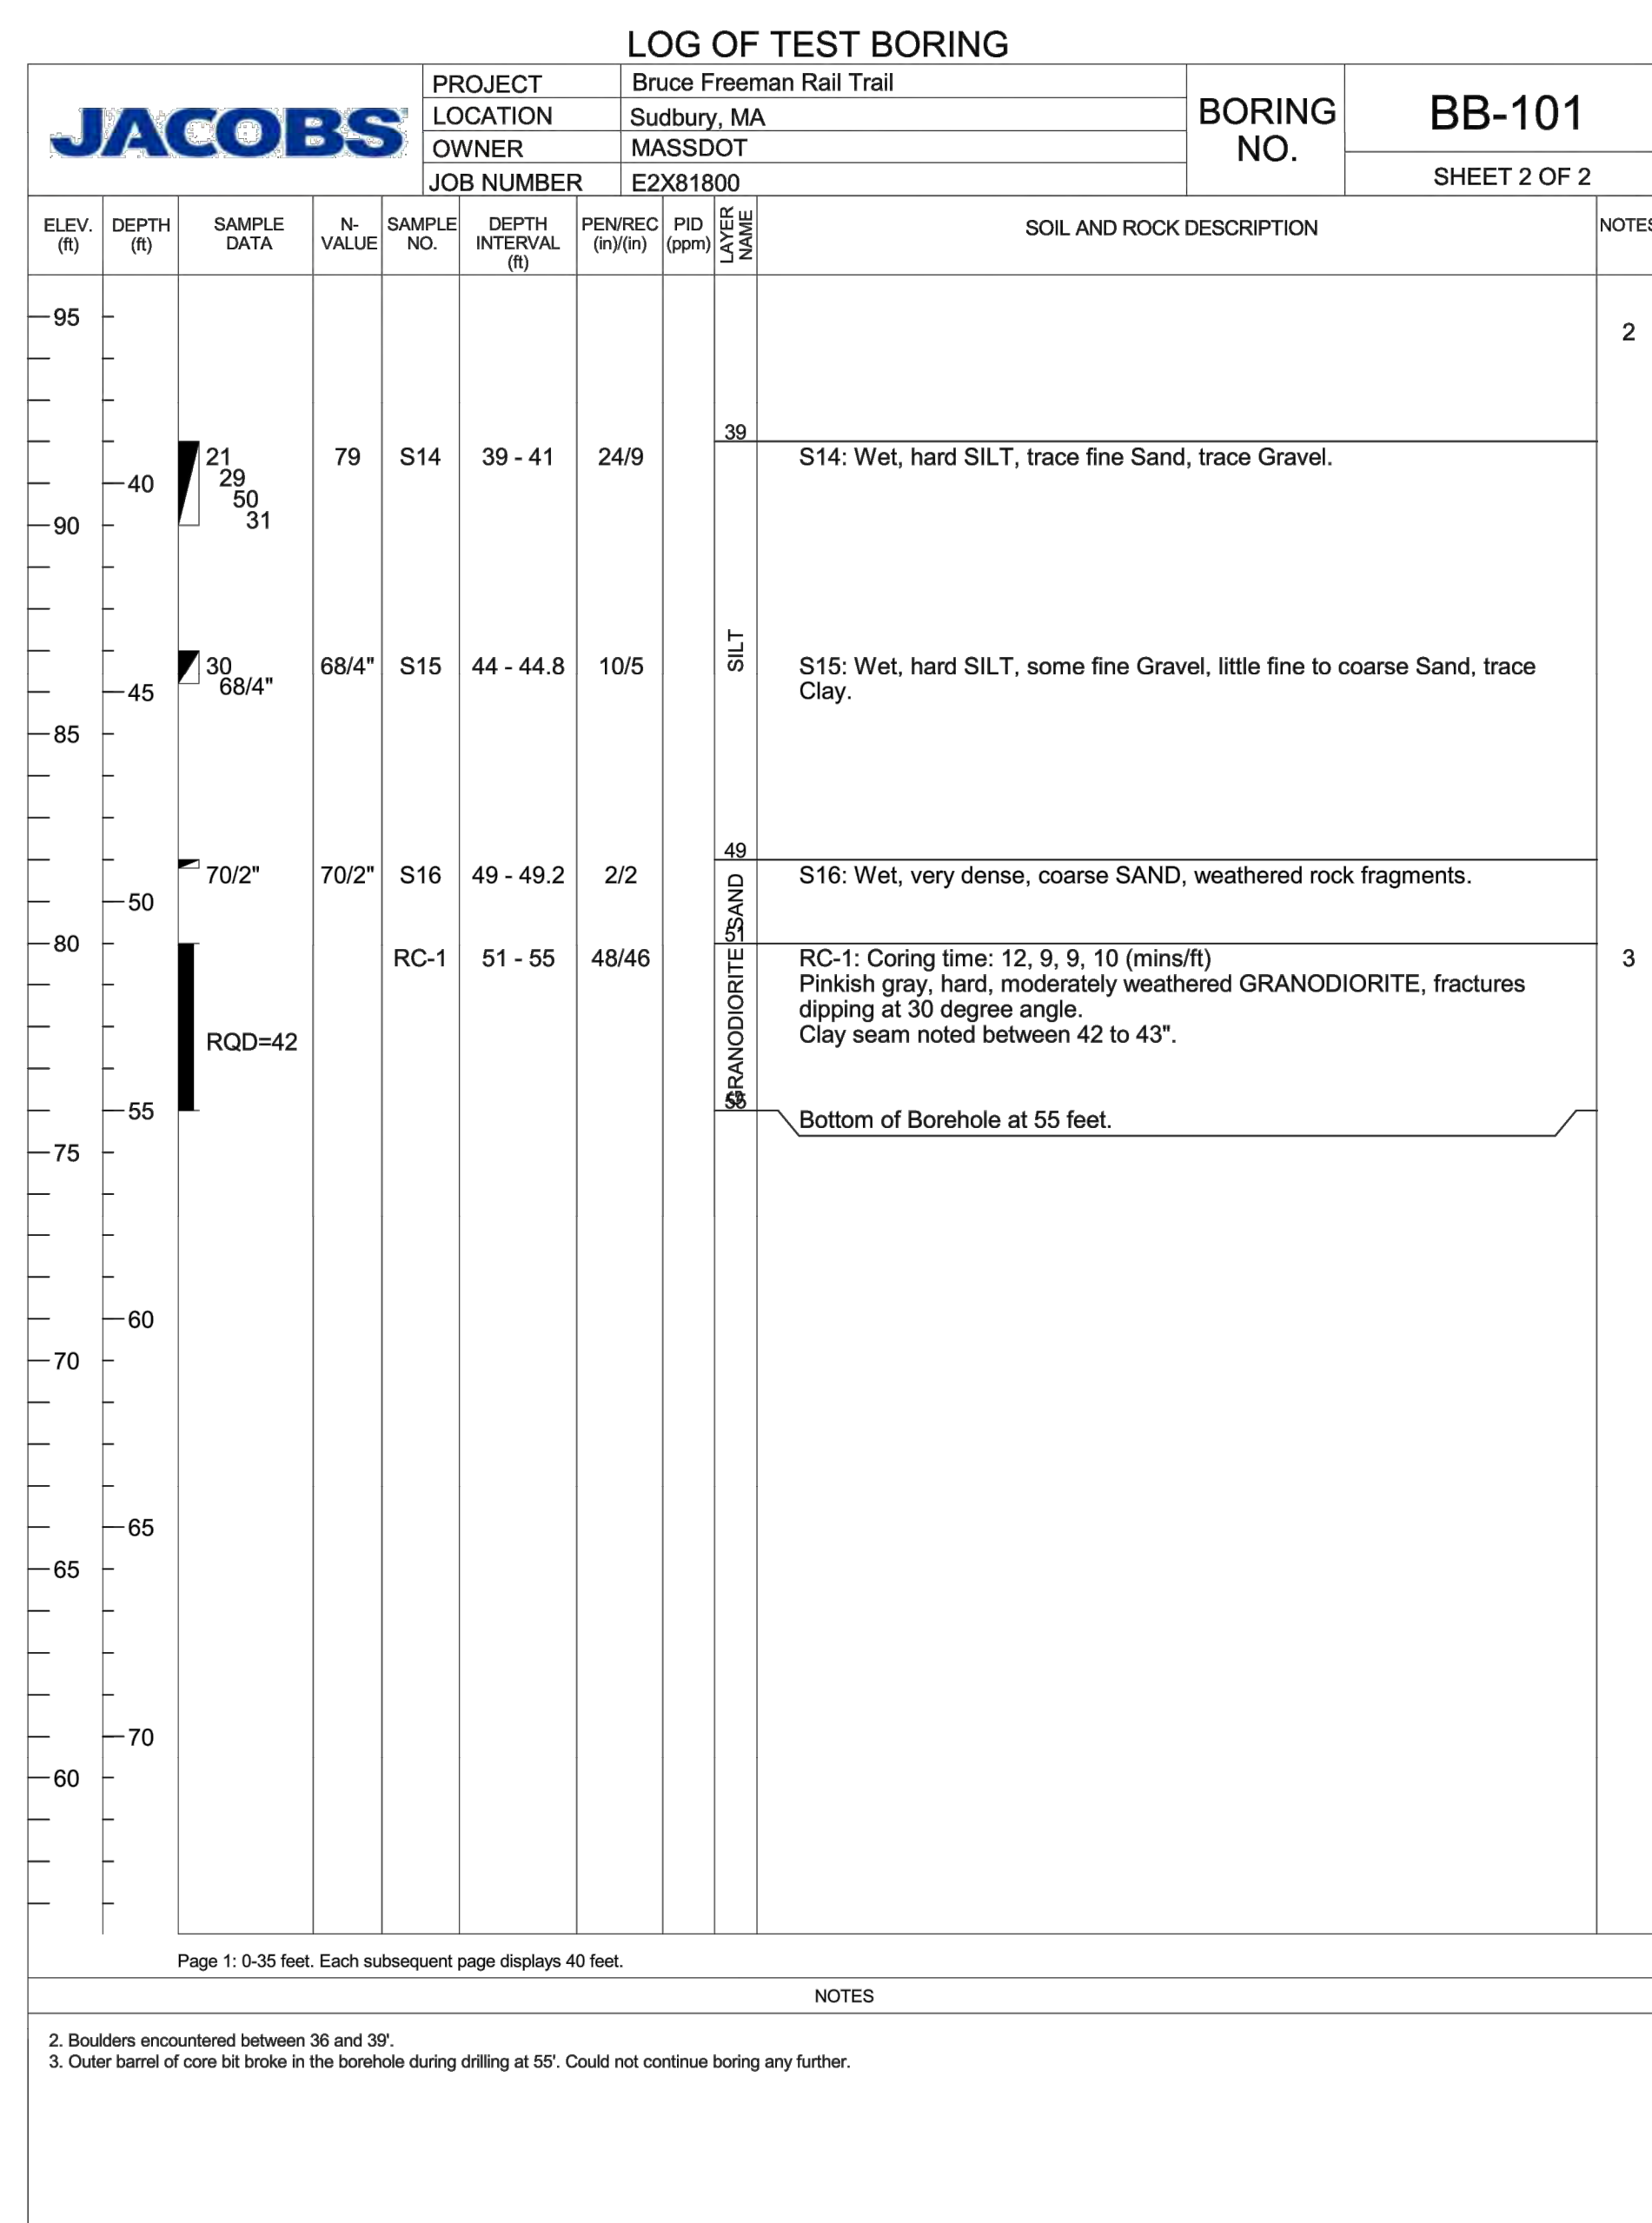 LOG OF TEST BORING
JACOBS
PROJECT Bruce Freeman Rail Trail
LOCATION Sudbury, MA
OWNER MASSDOT
JOB NUMBER E2X81800
BORING NO.
BB-101
SHEET 2 OF 2
ELEV. (ft) DEPTH (ft) SAMPLE DATA N-VALUE SAMPLE NO. DEPTH INTERVAL (ft) PEN/REC (in)/(in) PID (ppm) LAYER NAME SOIL AND ROCK DESCRIPTION NOTES
95
2
39
21 79 S14 39 - 41 24/9 S14: Wet, hard SILT, trace fine Sand, trace Gravel.
29
40
50
31
90
SILT
30 68/4" S15 44 - 44.8 10/5 S15: Wet, hard SILT, some fine Gravel, little fine to coarse Sand, trace
68/4" Clay.
45
85
49
70/2" 70/2" S16 49 - 49.2 2/2 S16: Wet, very dense, coarse SAND, weathered rock fragments.
SAND
50
51
80
RC-1 51 - 55 48/46 RC-1: Coring time: 12, 9, 9, 10 (mins/ft) 3
Pinkish gray, hard, moderately weathered GRANODIORITE, fractures
dipping at 30 degree angle.
Clay seam noted between 42 to 43".
RQD=42
GRANODIORITE
55
55
Bottom of Borehole at 55 feet.
75
60
70
65
65
70
60
Page 1: 0-35 feet. Each subsequent page displays 40 feet.
NOTES
2. Boulders encountered between 36 and 39'.
3. Outer barrel of core bit broke in the borehole during drilling at 55'. Could not continue boring any further.